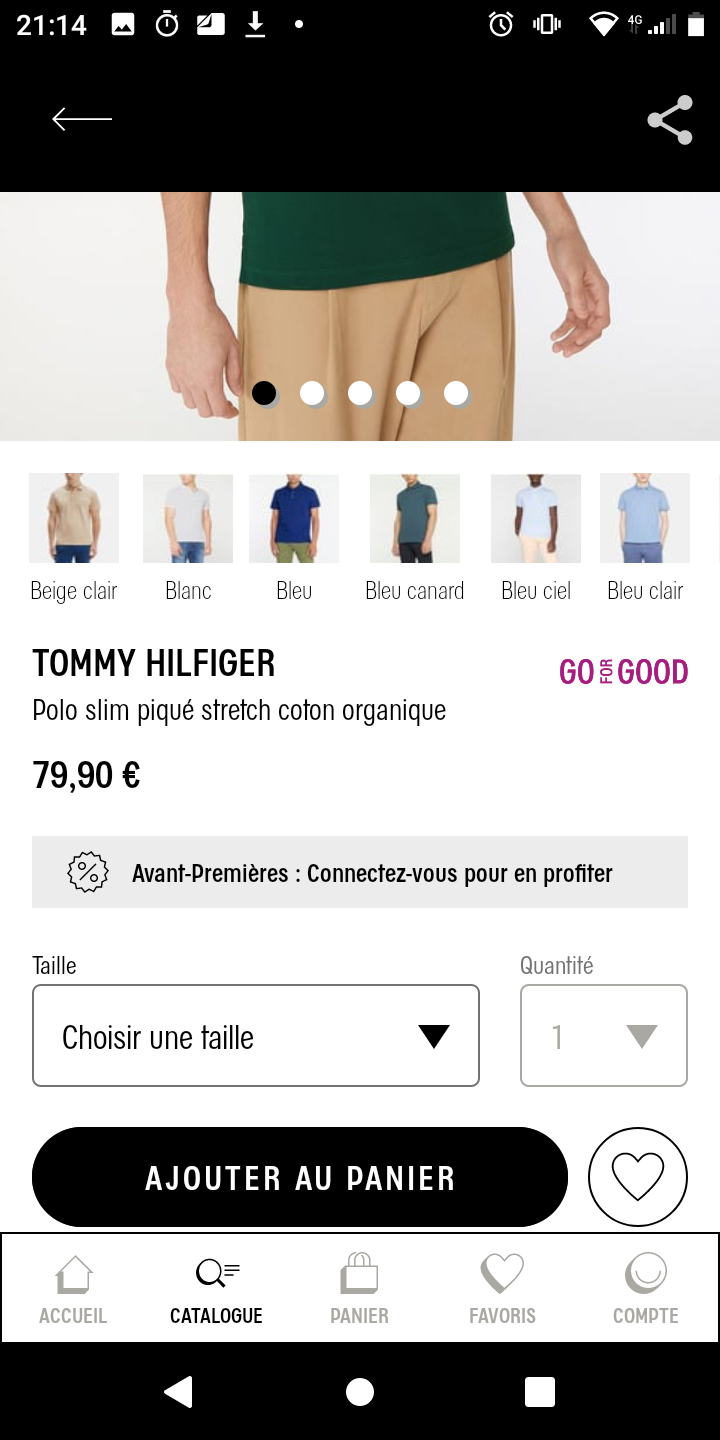 21:14
4G
Beige clair
Blanc
Bleu
Bleu canard
Bleu ciel
Bleu clair
TOMMY HILFIGER
GO FOR GOOD
Polo slim piqué stretch coton organique
79,90 €
Avant-Premières : Connectez-vous pour en profiter
Taille
Quantité
Choisir une taille
1
AJOUTER AU PANIER
ACCUEIL
CATALOGUE
PANIER
FAVORIS
COMPTE